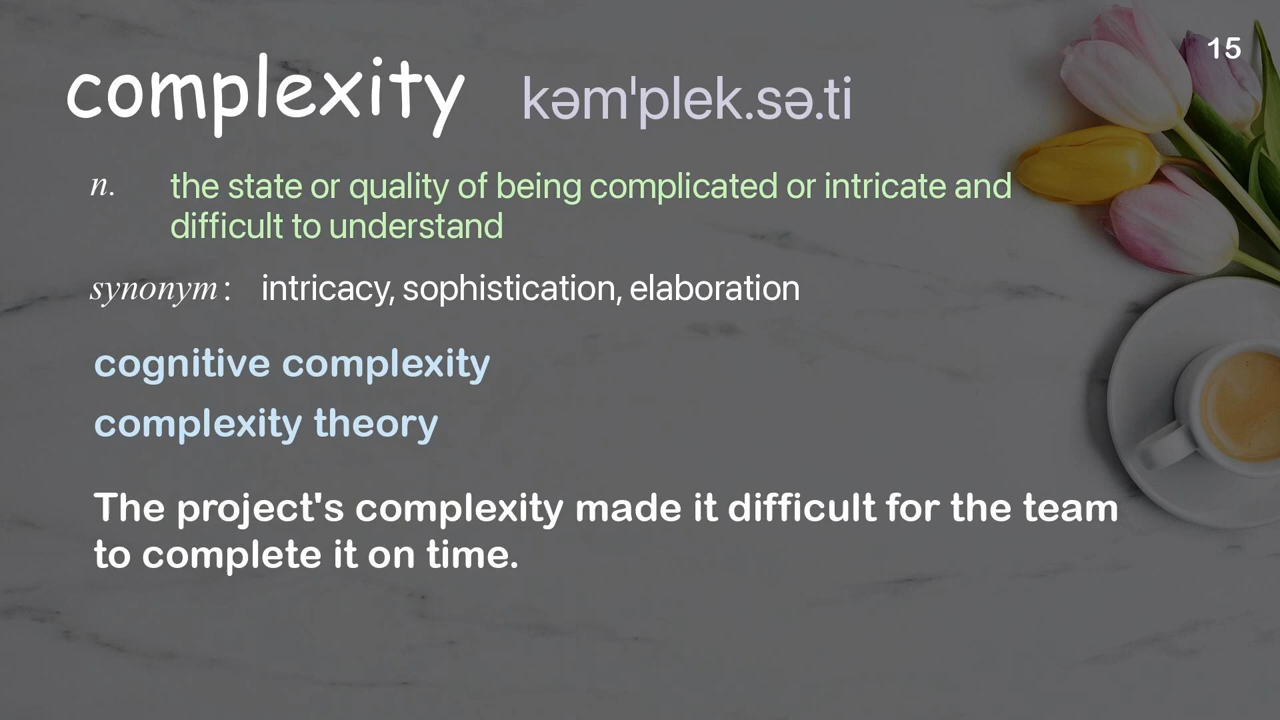 15
complexity kəm'plek.sə.ti
n. the state or quality of being complicated or intricate and
difficult to understand
synonym: intricacy, sophistication, elaboration
cognitive complexity
complexity theory
The project's complexity made it difficult for the team
to complete it on time.